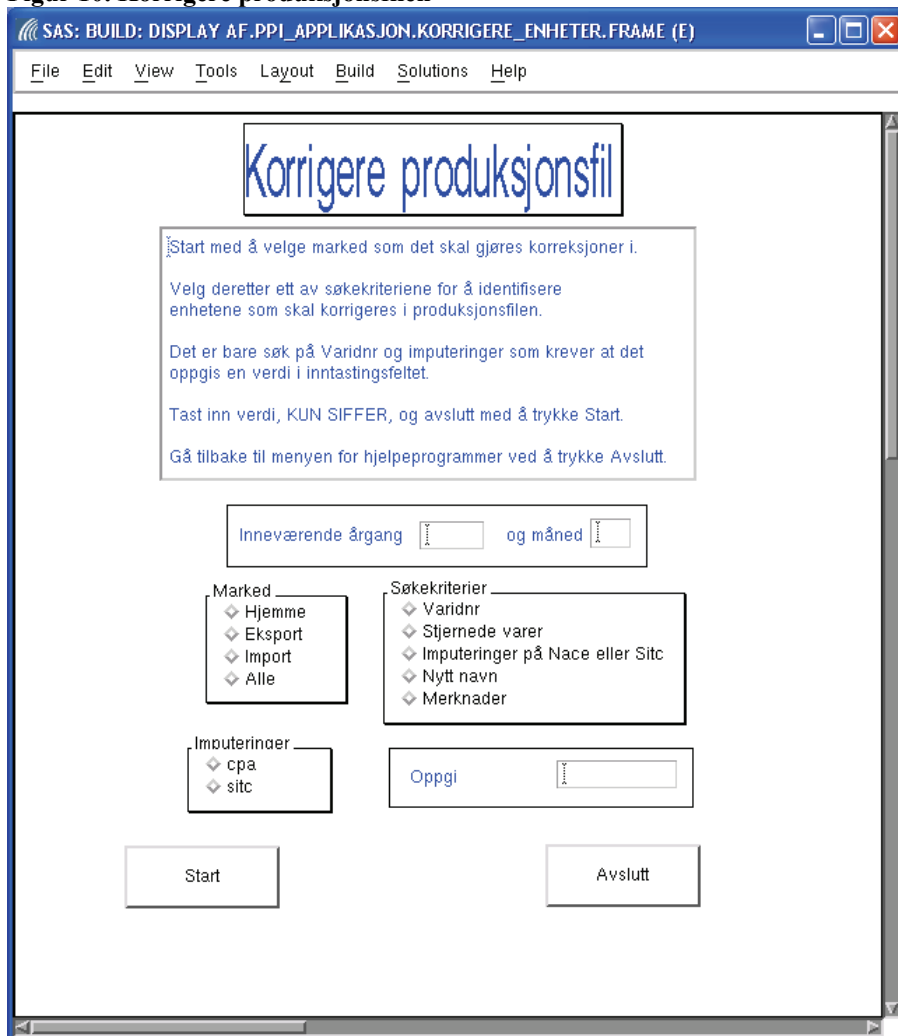 Figur 10. Korrigere produksjonsfilen
SAS: BUILD: DISPLAY AF.PPI_APPLIKASJON.KORRIGERE_ENHETER.FRAME (E)
File Edit View Tools Layout Build Solutions Help
Korrigere produksjonsfil
Start med å velge marked som det skal gjøres korreksjoner i.
Velg deretter ett av søkekriteriene for å identifisere
enhetene som skal korrigeres i produksjonsfilen.
Det er bare søk på Varidnr og imputeringer som krever at det
oppgis en verdi i inntastingsfeltet.
Tast inn verdi, KUN SIFFER, og avslutt med å trykke Start.
Gå tilbake til menyen for hjelpeprogrammer ved å trykke Avslutt.
Inneværende årgang og måned
Marked
Hjemme
Eksport
Import
Alle
Søkekriterier
Varidnr
Stjernede varer
Imputeringer på Nace eller Sitc
Nytt navn
Merknader
Imputeringer
cpa
sitc
Oppgi
Start
Avslutt